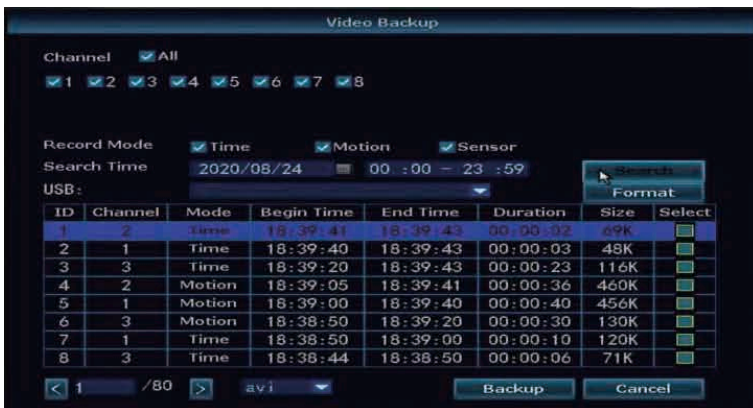 Video Backup
Channel All
1 2 3 4 5 6 7 8
Record Mode Time Motion Sensor
Search Time 2020/08/24 00 :00 - 23 :59 Search
USB: Format
ID Channel Mode Begin Time End Time Duration Size Select
1 2 Time 18:39:41 18:39:43 00:00:02 69K
2 1 Time 18:39:40 18:39:43 00:00:03 48K
3 3 Time 18:39:20 18:39:43 00:00:23 116K
4 2 Motion 18:39:05 18:39:41 00:00:36 460K
5 1 Motion 18:39:00 18:39:40 00:00:40 456K
6 3 Motion 18:38:50 18:39:20 00:00:30 130K
7 1 Time 18:38:50 18:39:00 00:00:10 120K
8 3 Time 18:38:44 18:38:50 00:00:06 71K
< 1 /80 > avi Backup Cancel